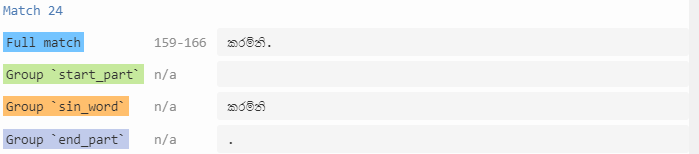 Match 24
Full match 159-166 කරමිනි.
Group `start_part` n/a
Group `sin_word` n/a කරමිනි
Group `end_part` n/a .